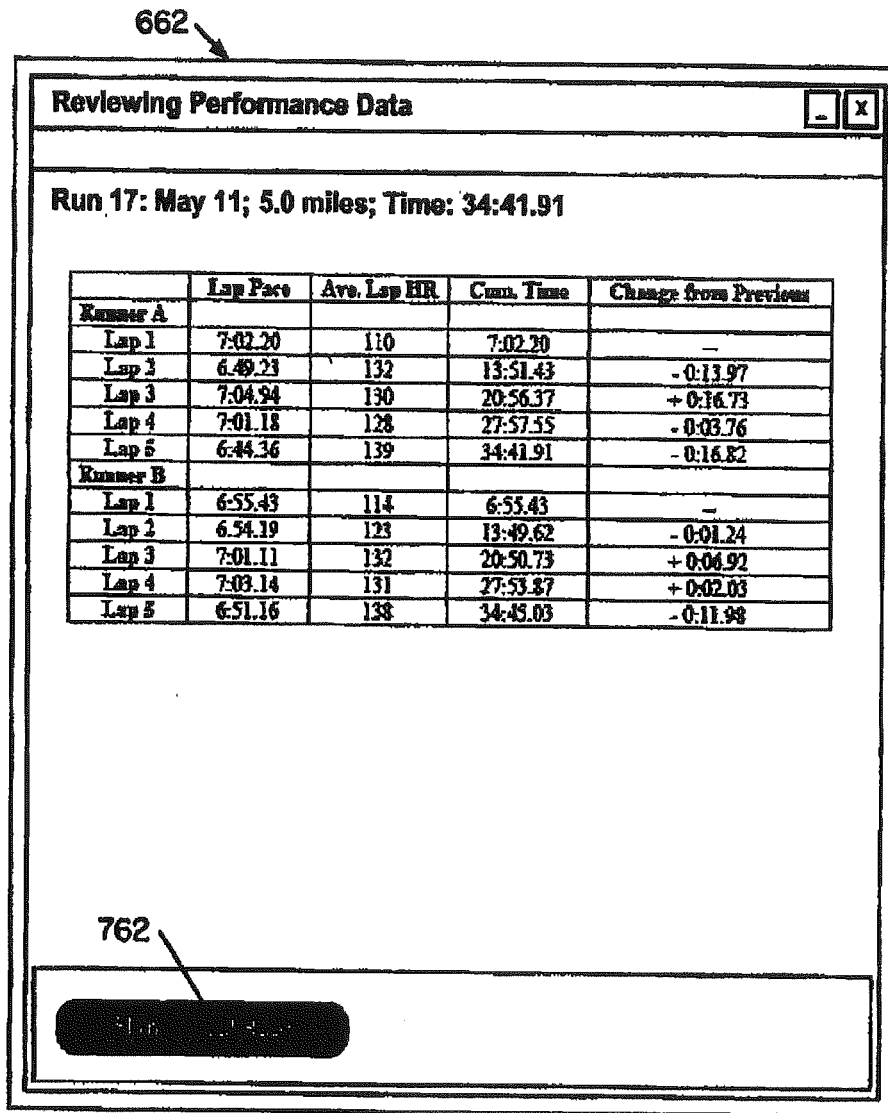 662
Reviewing Performance Data _ X
Run 17: May 11; 5.0 miles; Time: 34:41.91
Lap Pace Ave. Lap HR Cum. Time Change from Previous
Runner A
Lap 1 7:02.20 110 7:02.20 –
Lap 2 6.49.23 132 13:51.43 - 0:13.97
Lap 3 7:04.94 130 20:56.37 + 0:16.73
Lap 4 7:01.18 128 27:57.55 - 0:03.76
Lap 5 6:44.36 139 34:41.91 - 0:16.82
Runner B
Lap 1 6:55.43 114 6:55.43 –
Lap 2 6.54.19 123 13:49.62 - 0:01.24
Lap 3 7:01.11 132 20:50.73 + 0:06.92
Lap 4 7:03.14 131 27:53.87 + 0:02.03
Lap 5 6:51.16 138 34:45.03 - 0:11.98
762